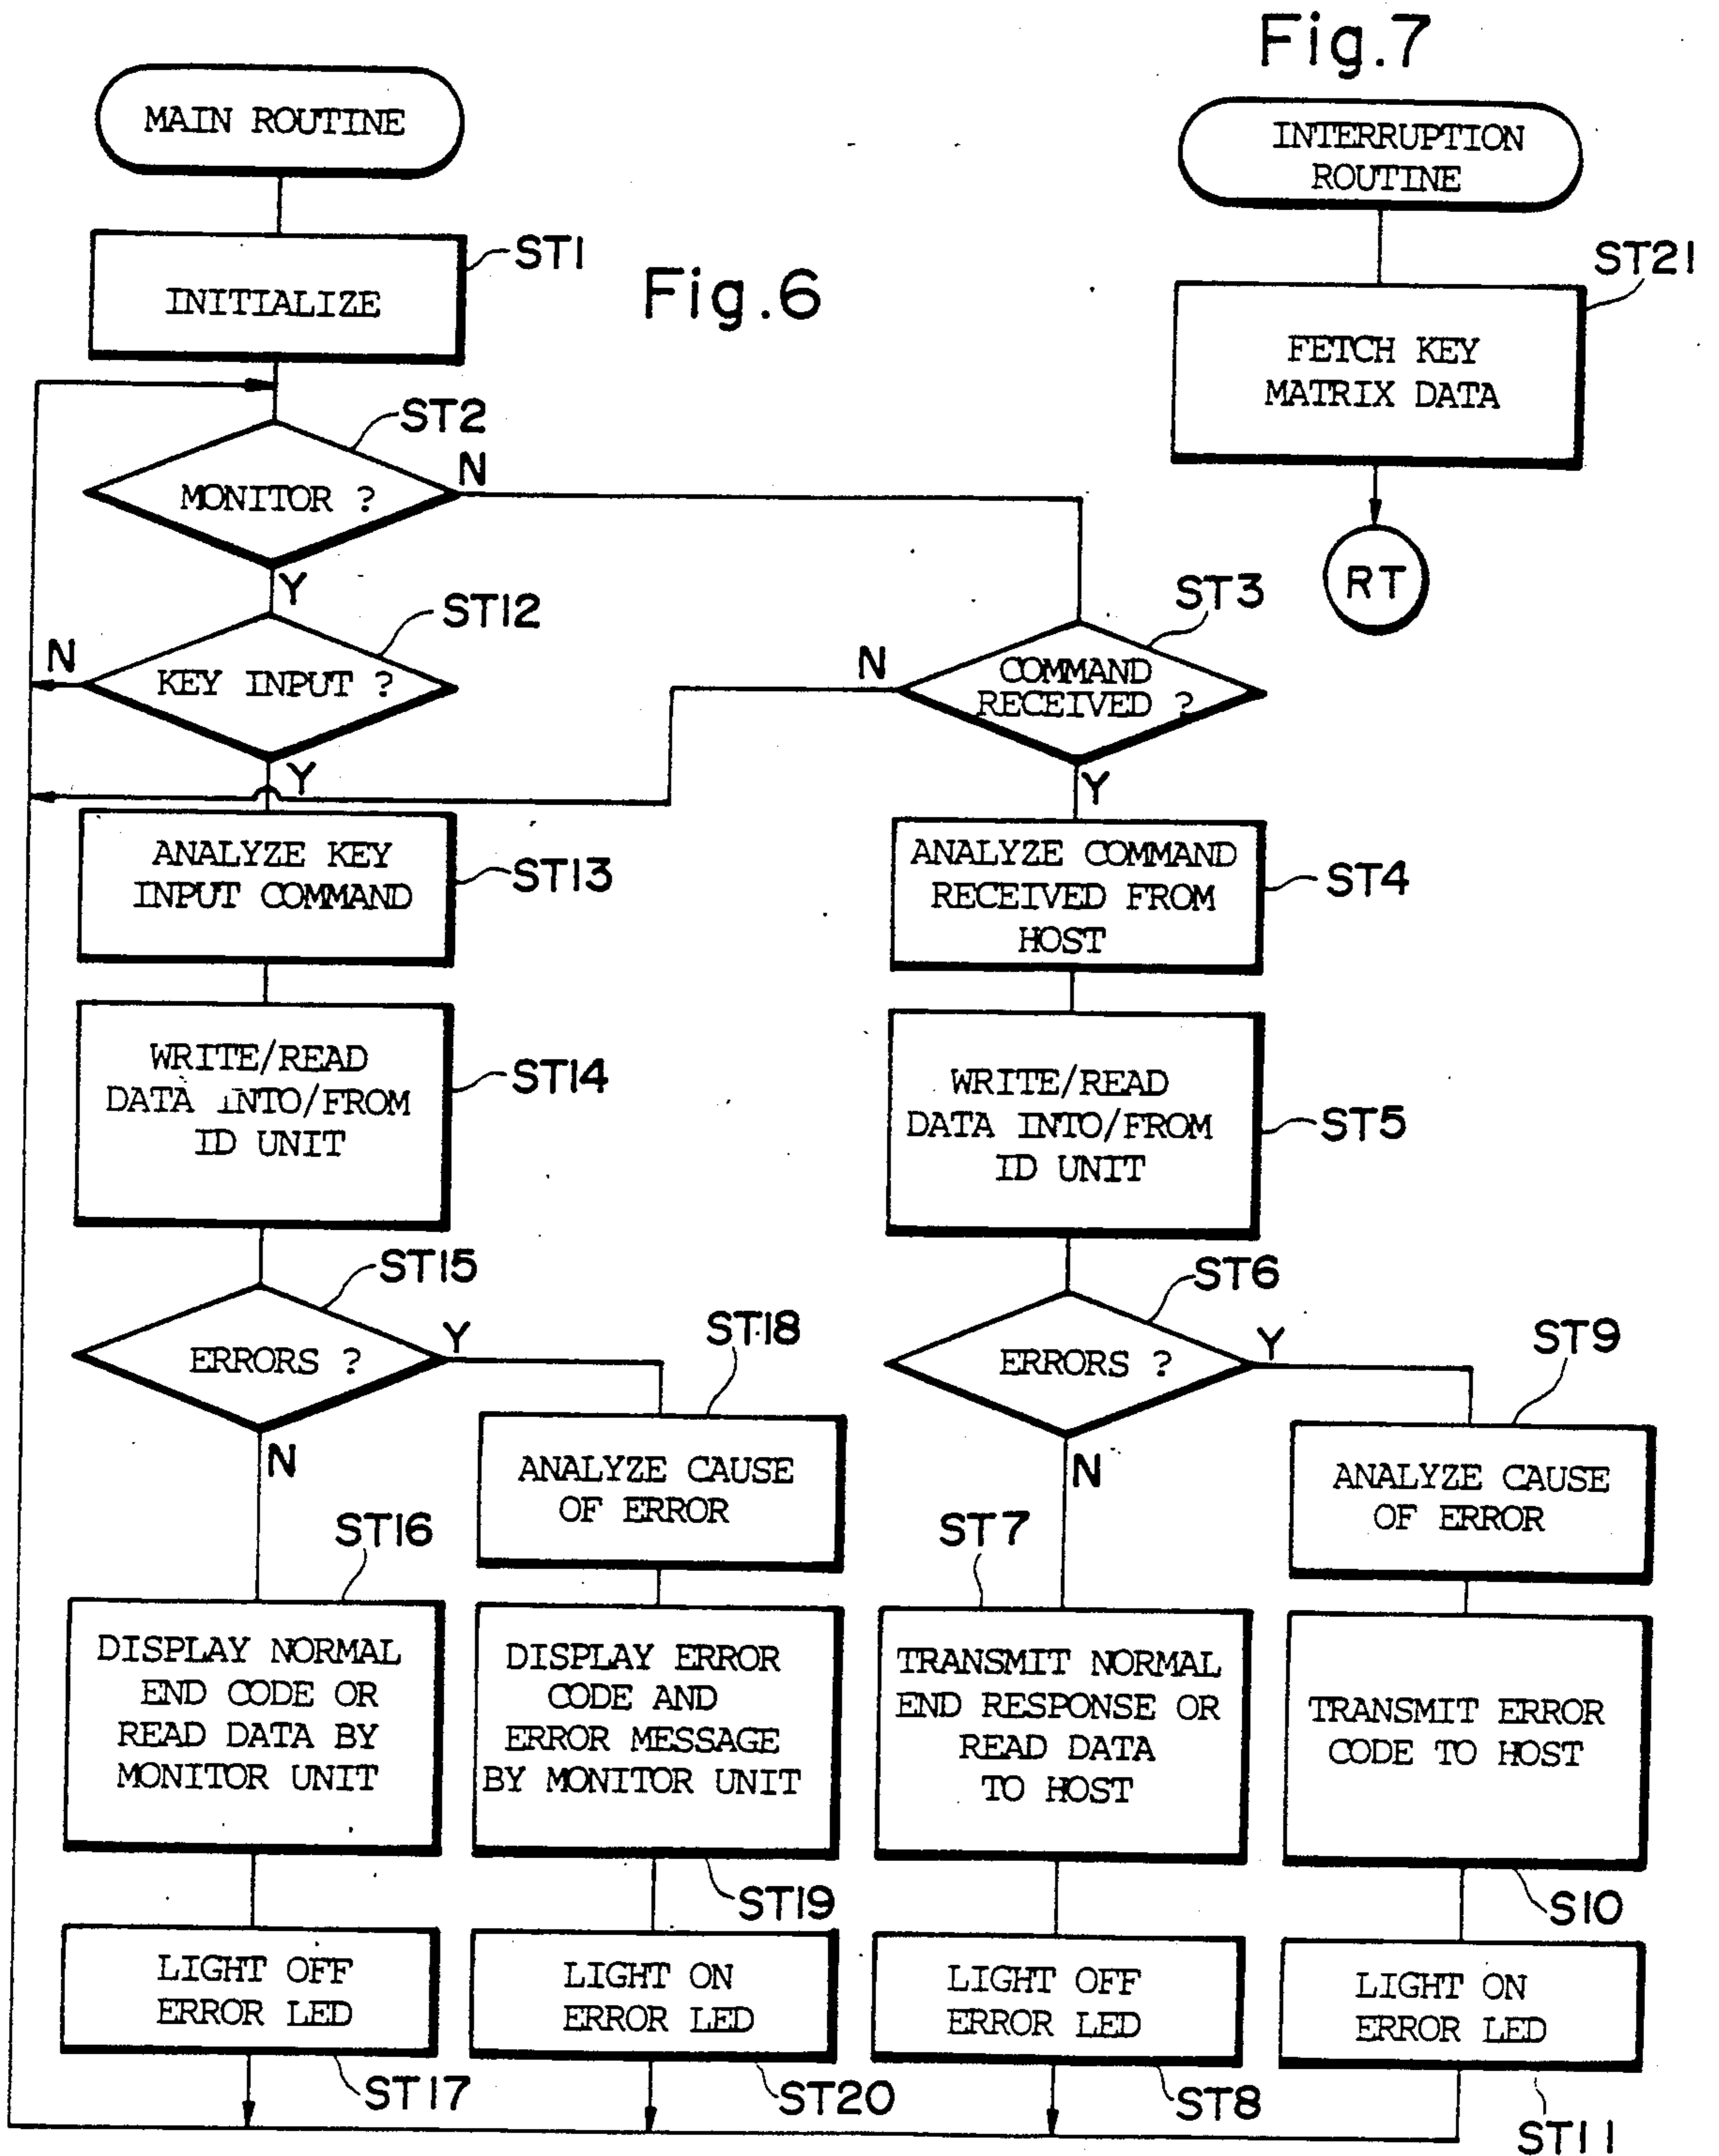 Fig.7
MAIN ROUTINE
INTERRUPTION
ROUTINE
ST1
INITIALIZE
Fig.6
ST21
FETCH KEY
MATRIX DATA
ST2
MONITOR ?
N
Y
RT
ST12
KEY INPUT ?
N
Y
ST3
COMMAND
RECEIVED ?
N
Y
ANALYZE KEY
INPUT COMMAND
ST13
ANALYZE COMMAND
RECEIVED FROM
HOST
ST4
WRITE/READ
DATA INTO/FROM
ID UNIT
ST14
WRITE/READ
DATA INTO/FROM
ID UNIT
ST5
ST15
ERRORS ?
Y
N
ST18
ANALYZE CAUSE
OF ERROR
ST6
ERRORS ?
Y
N
ST9
ANALYZE CAUSE
OF ERROR
ST16
DISPLAY NORMAL
END CODE OR
READ DATA BY
MONITOR UNIT
DISPLAY ERROR
CODE AND
ERROR MESSAGE
BY MONITOR UNIT
ST19
ST7
TRANSMIT NORMAL
END RESPONSE OR
READ DATA
TO HOST
TRANSMIT ERROR
CODE TO HOST
S10
LIGHT OFF
ERROR LED
ST17
LIGHT ON
ERROR LED
ST20
LIGHT OFF
ERROR LED
ST8
LIGHT ON
ERROR LED
ST11